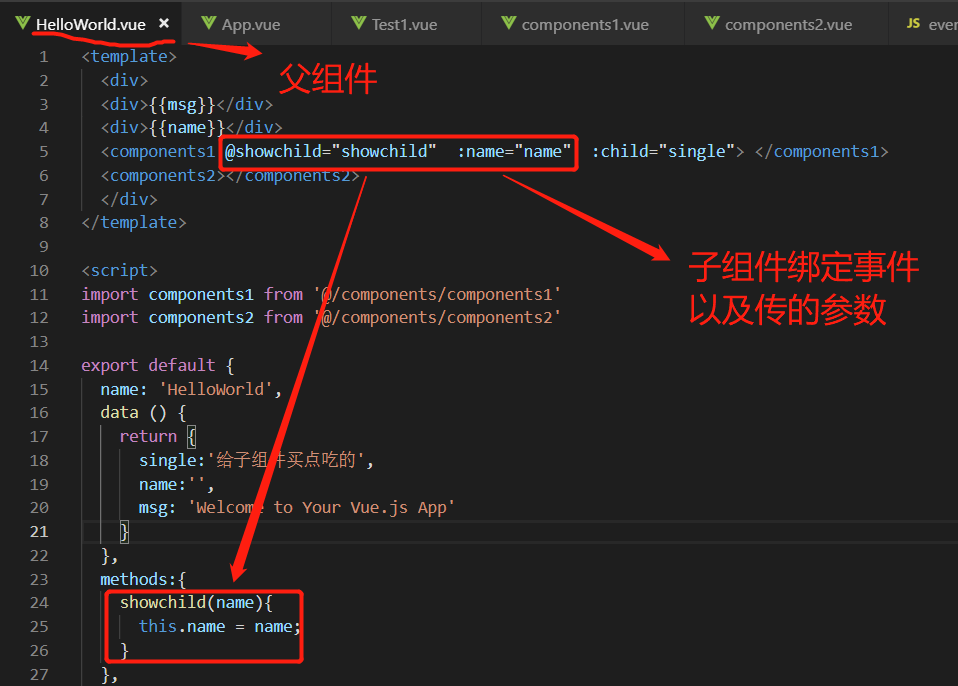 HelloWorld.vue × App.vue Test1.vue components1.vue components2.vue JS even
父组件
1 <template>
2 <div>
3 <div>{{msg}}</div>
4 <div>{{name}}</div>
5 <components1 @showchild="showchild" :name="name" :child="single"> </components1>
6 <components2></components2>
7 </div>
8 </template>
9
子组件绑定事件
以及传的参数
10 <script>
11 import components1 from '@/components/components1'
12 import components2 from '@/components/components2'
13
14 export default {
15 name: 'HelloWorld',
16 data () {
17 return {
18 single:'给子组件买点吃的',
19 name:'',
20 msg: 'Welcome to Your Vue.js App'
21 }
22 },
23 methods:{
24 showchild(name){
25 this.name = name;
26 }
27 },